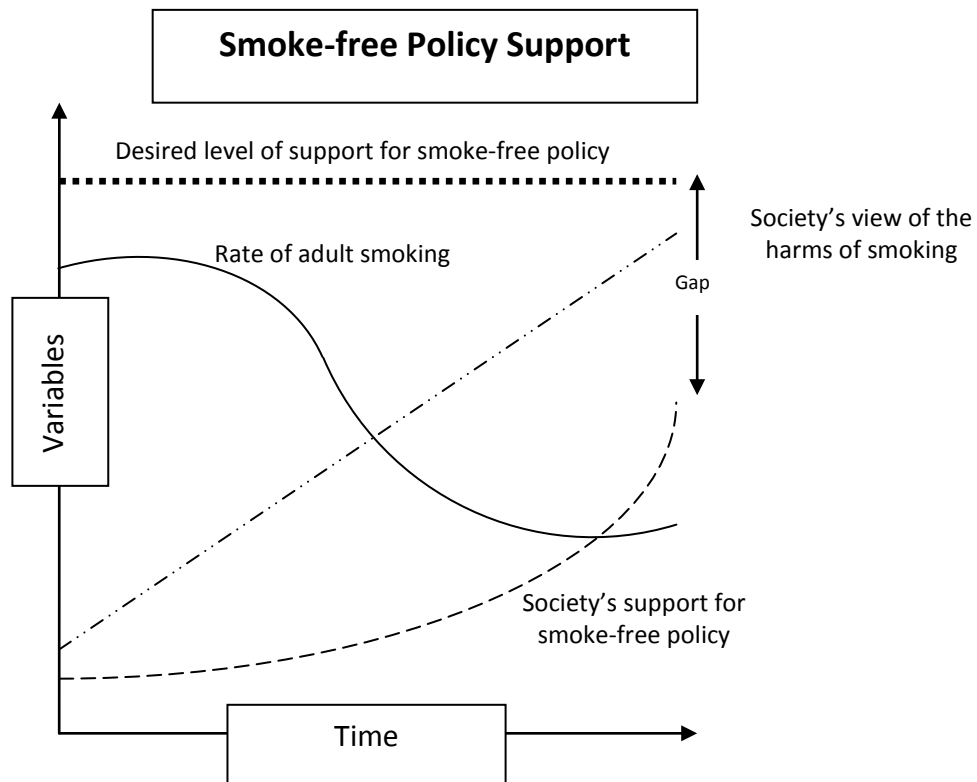 Smoke-free Policy Support
Desired level of support for smoke-free policy
Society’s view of the
harms of smoking
Rate of adult smoking
Gap
Variables
Society’s support for
smoke-free policy
Time